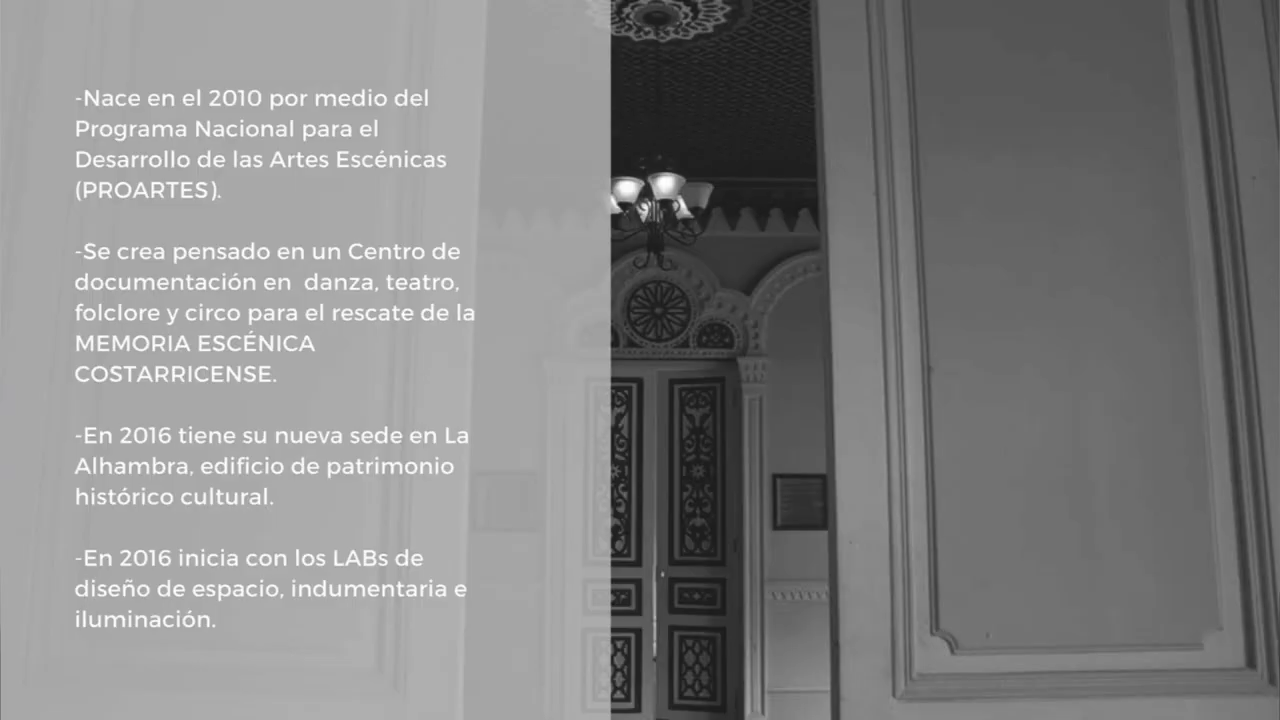 -Nace en el 2010 por medio del
Programa Nacional para el
Desarrollo de las Artes Escénicas
(PROARTES).
-Se crea pensado en un Centro de
documentación en  danza, teatro,
folclore y circo para el rescate de la
MEMORIA ESCÉNICA
COSTARRICENSE.
-En 2016 tiene su nueva sede en La
Alhambra, edificio de patrimonio
histórico cultural.
-En 2016 inicia con los LABs de
diseño de espacio, indumentaria e
iluminación.